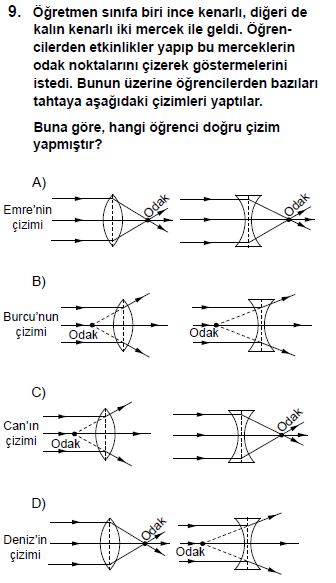 9. Öğretmen sınıfa biri ince kenarlı, diğeri de
kalın kenarlı iki mercek ile geldi. Öğren-
cilerden etkinlikler yapıp bu merceklerin
odak noktalarını çizerek göstermelerini
istedi. Bunun üzerine öğrencilerden bazıları
tahtaya aşağıdaki çizimleri yaptılar.
Buna göre, hangi öğrenci doğru çizim
yapmıştır?
A)
Emre'nin
çizimi
Odak
Odak
B)
Burcu'nun
çizimi
Odak
Odak
C)
Can'ın
çizimi
Odak
Odak
D)
Deniz'in
çizimi
Odak
Odak